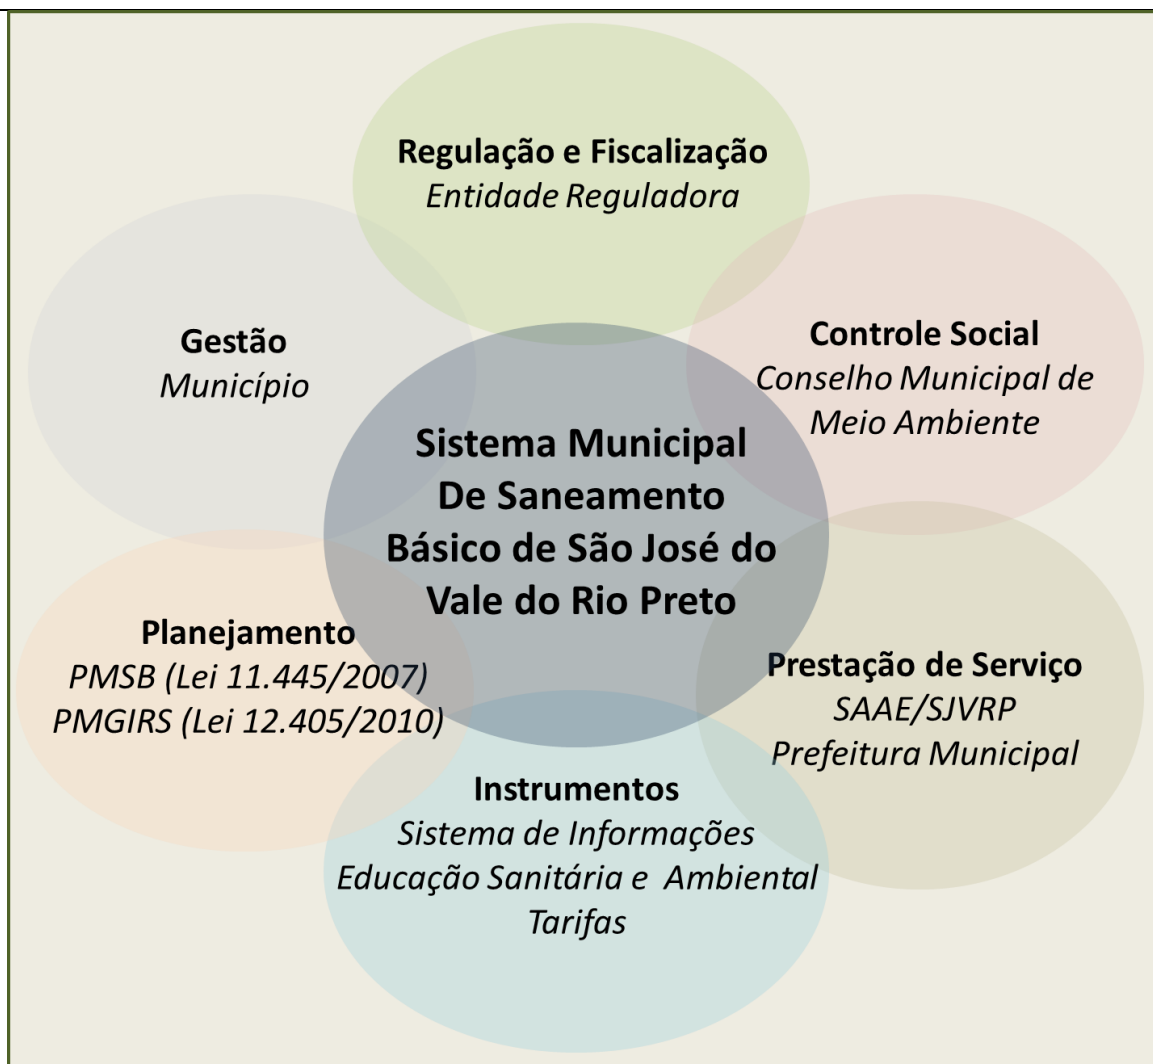 Regulação e Fiscalização
Entidade Reguladora
Gestão
Município
Controle Social
Conselho Municipal de
Meio Ambiente
Sistema Municipal
De Saneamento
Básico de São José do
Vale do Rio Preto
Planejamento
PMSB (Lei 11.445/2007)
PMGIRS (Lei 12.405/2010)
Prestação de Serviço
SAAE/SJVRP
Prefeitura Municipal
Instrumentos
Sistema de Informações
Educação Sanitária e Ambiental
Tarifas